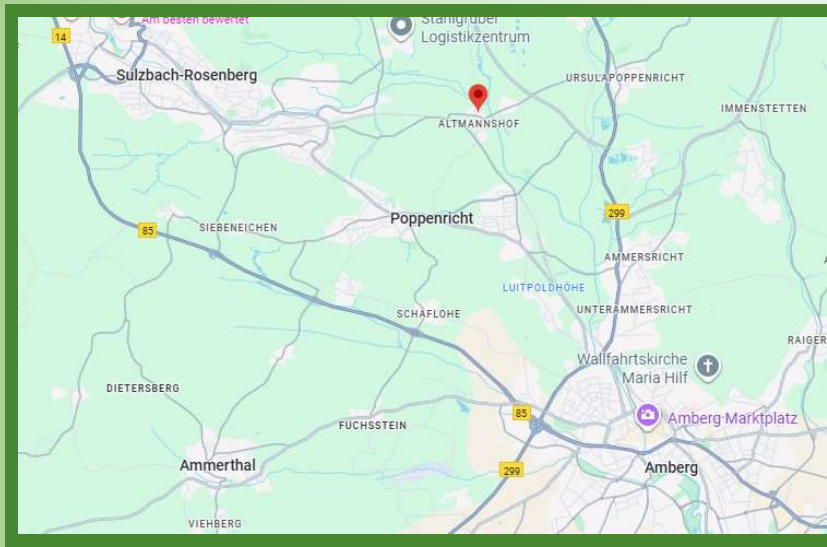 Am besten bewertet
Stahlgruber
Logistikzentrum
14
Sulzbach-Rosenberg
URSULAPOPPENRICHT
IMMENSTETTEN
ALTMANNSHOF
Poppenricht
299
SIEBENEICHEN
85
AMMERSRICHT
LUITPOLDHÖHE
SCHÄFLOHE
UNTERAMMERSRICHT
RAIGER
Wallfahrtskirche
Maria Hilf
DIETERSBERG
85
Amberg Marktplatz
FUCHSSTEIN
Ammerthal
299
Amberg
VIEHBERG